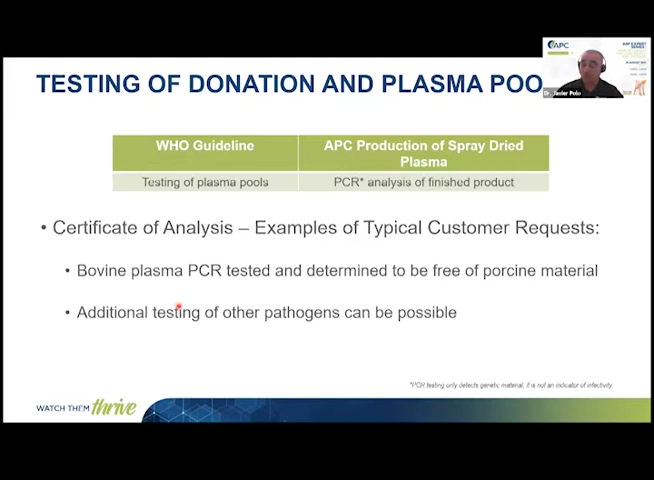 TESTING OF DONATION AND PLASMA POO
APC
Javier Polo
WHO Guideline
APC Production of Spray Dried
Plasma
Testing of plasma pools
PCR* analysis of finished product
• Certificate of Analysis – Examples of Typical Customer Requests:
• Bovine plasma PCR tested and determined to be free of porcine material
• Additional testing of other pathogens can be possible
*PCR testing only detects genetic material, it is not an indicator of infectivity.
WATCH THEM thrive